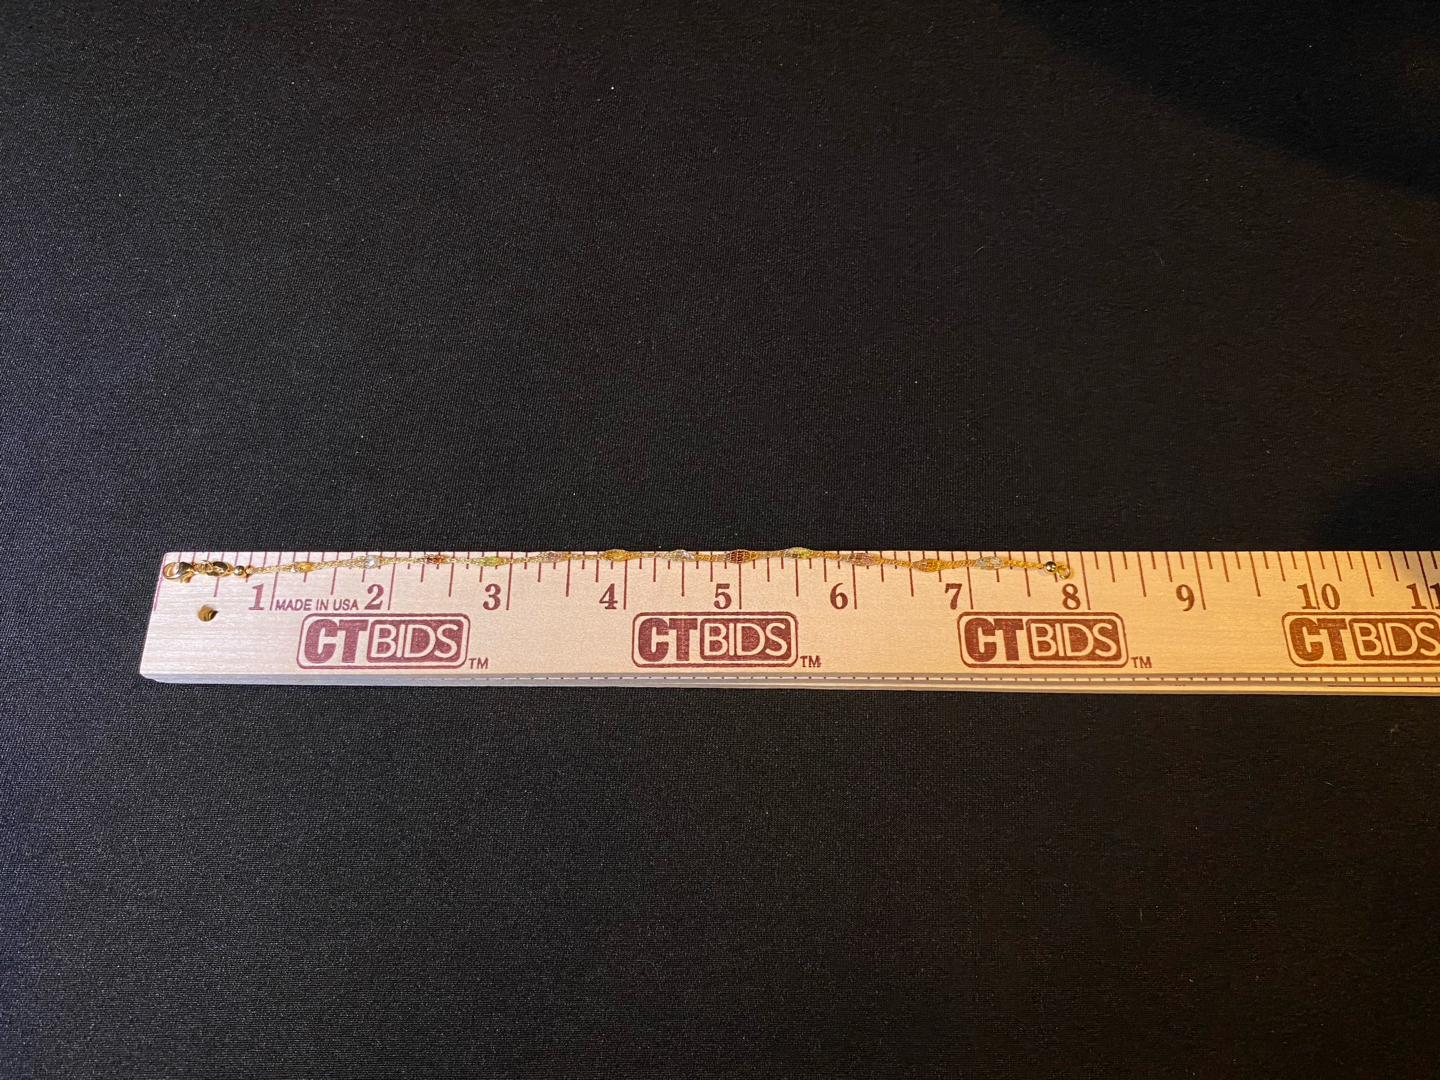 1 MADE IN USA 2 3 4 5 6 7 8 9 10 11
CTBIDS™ CTBIDS™ CTBIDS™ CTBIDS